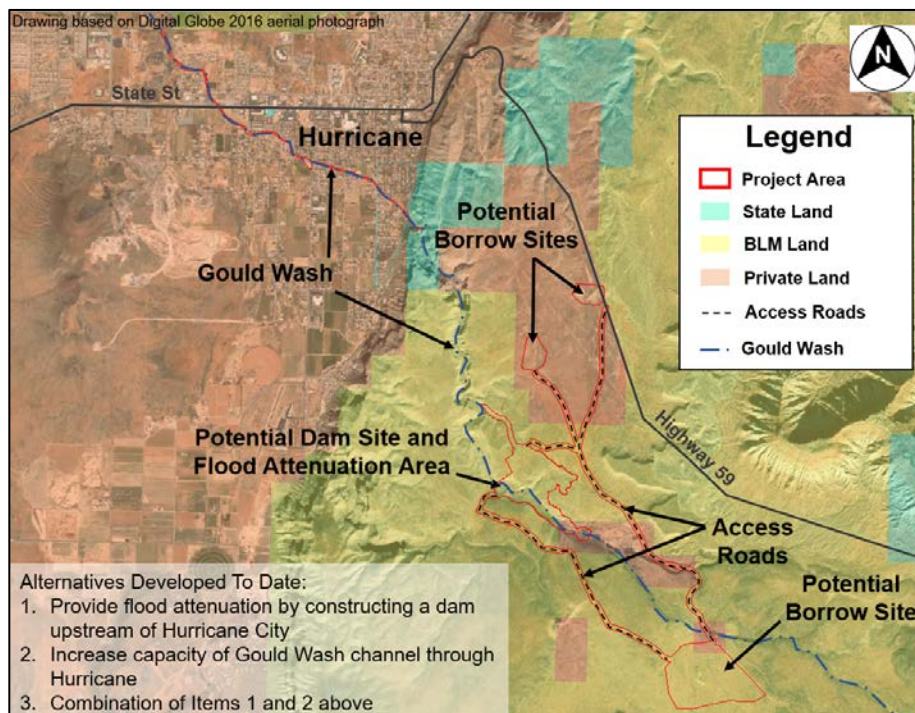 Drawing based on Digital Globe 2016 aerial photograph
N
State St
Hurricane
Legend
Project Area
State Land
BLM Land
Private Land
Access Roads
Gould Wash
Potential
Borrow Sites
Gould Wash
Potential Dam Site and
Flood Attenuation Area
Highway 59
Access
Roads
Potential
Borrow Site
Alternatives Developed To Date:
1. Provide flood attenuation by constructing a dam
upstream of Hurricane City
2. Increase capacity of Gould Wash channel through
Hurricane
3. Combination of Items 1 and 2 above